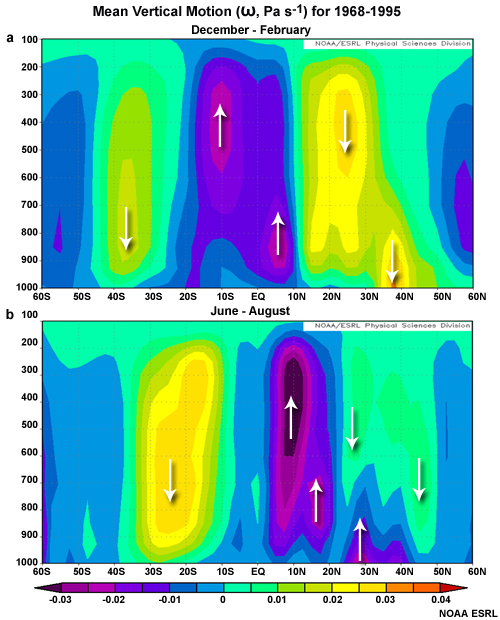 Mean Vertical Motion (ω, Pa s-1) for 1968-1995
December - February
a
NOAA/ESRL Physical Sciences Division
100
200
300
400
500
600
700
800
900
1000
60S 50S 40S 30S 20S 10S EQ 10N 20N 30N 40N 50N 60N
June - August
b
NOAA/ESRL Physical Sciences Division
100
200
300
400
500
600
700
800
900
1000
60S 50S 40S 30S 20S 10S EQ 10N 20N 30N 40N 50N 60N
-0.03 -0.02 -0.01 0 0.01 0.02 0.03 0.04
NOAA ESRL